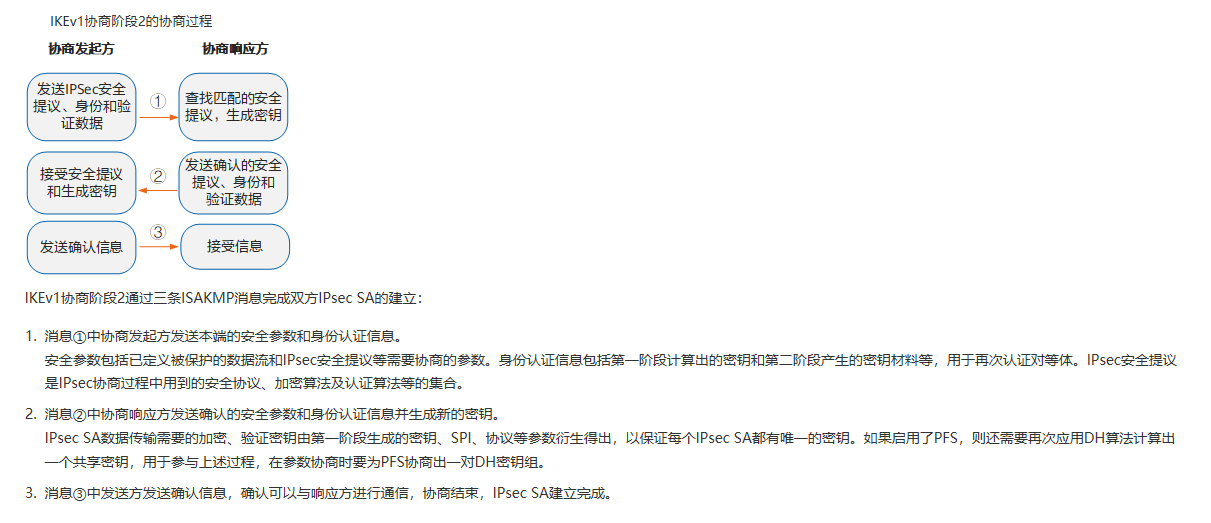 IKEv1协商阶段2的协商过程
协商发起方
协商响应方
发送IPSec安全
提议、身份和验
证数据
①
查找匹配的安全
提议，生成密钥
接受安全提议
和生成密钥
②
发送确认的安全
提议、身份和
验证数据
发送确认信息
③
接受信息
IKEv1协商阶段2通过三条ISAKMP消息完成双方IPsec SA的建立：
1. 消息①中协商发起方发送本端的安全参数和身份认证信息。
安全参数包括已定义被保护的数据流和IPsec安全提议等需要协商的参数。身份认证信息包括第一阶段计算出的密钥和第二阶段产生的密钥材料等，用于再次认证对等体。IPsec安全提议
是IPsec协商过程中用到的安全协议、加密算法及认证算法等的集合。
2. 消息②中协商响应方发送确认的安全参数和身份认证信息并生成新的密钥。
IPsec SA数据传输需要的加密、验证密钥由第一阶段生成的密钥、SPI、协议等参数衍生得出，以保证每个IPsec SA都有唯一的密钥。如果启用了PFS，则还需要再次应用DH算法计算出
一个共享密钥，用于参与上述过程，在参数协商时要为PFS协商出一对DH密钥组。
3. 消息③中发送方发送确认信息，确认可以与响应方进行通信，协商结束，IPsec SA建立完成。